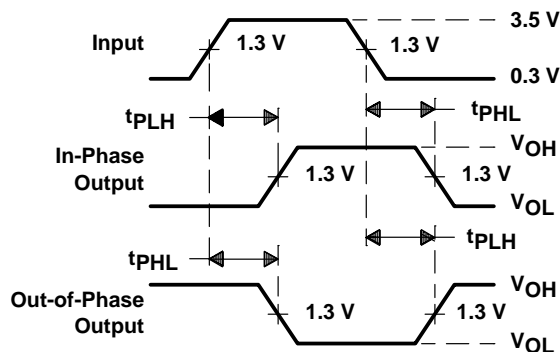 3.5 V
Input
1.3 V
1.3 V
0.3 V
tPLH
tPHL
In-Phase
Output
VOH
1.3 V
1.3 V
VOL
tPHL
tPLH
Out-of-Phase
Output
VOH
1.3 V
1.3 V
VOL